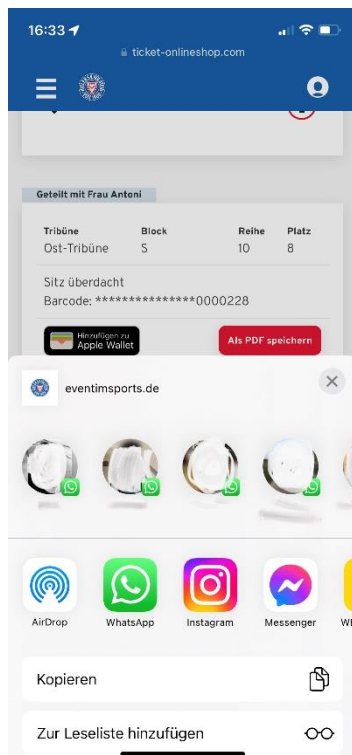 16:33
ticket-onlineshop.com
Geteilt mit Frau Antoni
Tribüne Block Reihe Platz
Ost-Tribüne S 10 8
Sitz überdacht
Barcode: ***************0000228
Hinzufügen zu
Apple Wallet
Als PDF speichern
eventimsports.de
AirDrop WhatsApp Instagram Messenger WE
Kopieren
Zur Leseliste hinzufügen